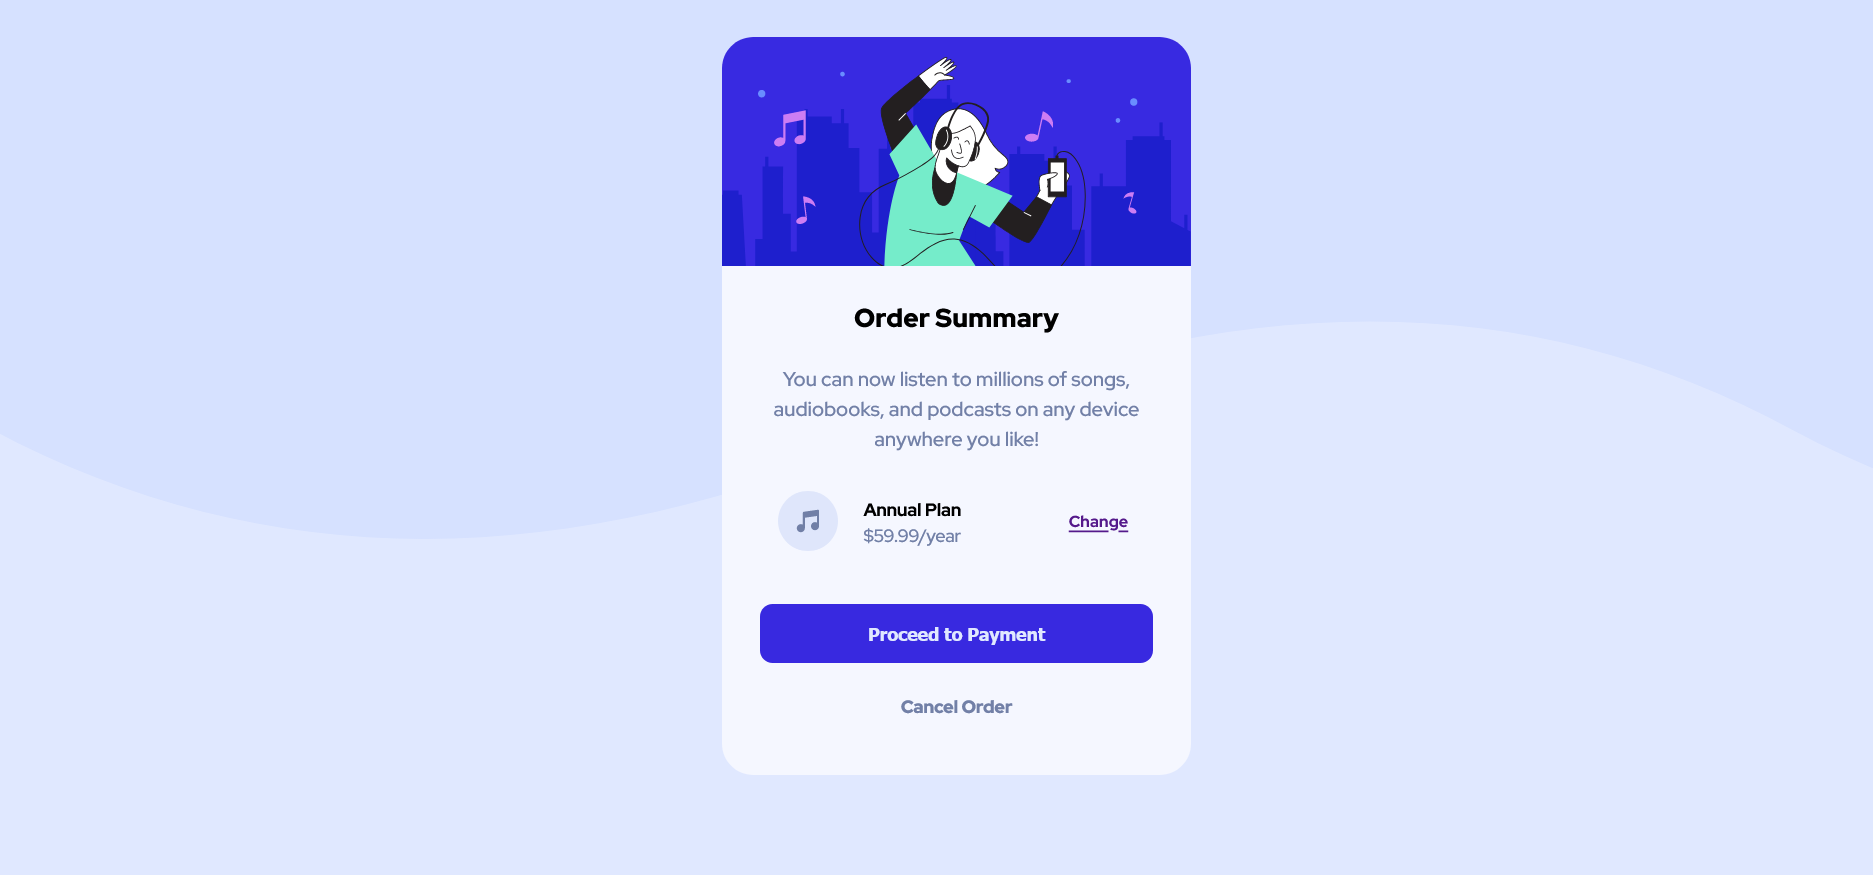 Order Summary
You can now listen to millions of songs,
audiobooks, and podcasts on any device
anywhere you like!
Annual Plan
$59.99/year
Change
Proceed to Payment
Cancel Order